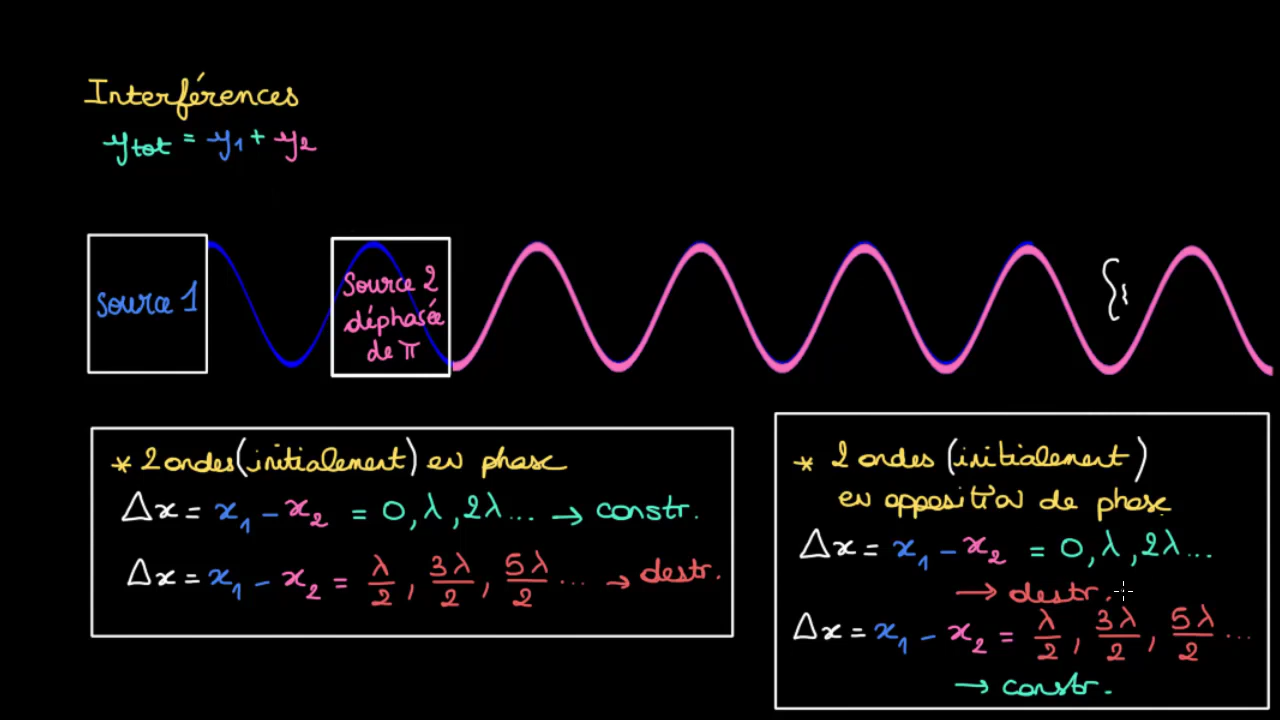 Interférences
ytot = y1 + y2
Source 1
Source 2
déphasée
de π
* 2 ondes (initialement) en phase
Δx = x1 - x2 = 0, λ, 2λ... → constr.
Δx = x1 - x2 = λ/2, 3λ/2, 5λ/2 ... → destr.
* 2 ondes (initialement)
en opposition de phase
Δx = x1 - x2 = 0, λ, 2λ...
→ destr.
Δx = x1 - x2 = λ/2, 3λ/2, 5λ/2 ...
→ constr.